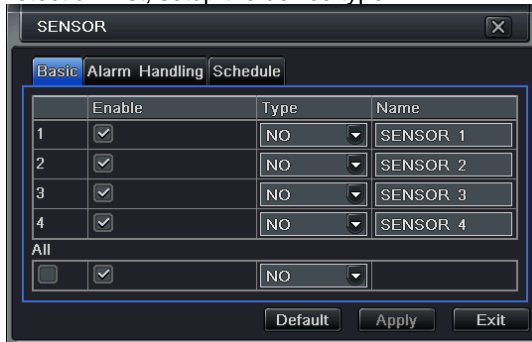 SENSOR
Basic Alarm Handling Schedule
Enable Type Name
1 NO SENSOR 1
2 NO SENSOR 2
3 NO SENSOR 3
4 NO SENSOR 4
All
NO
Default Apply Exit